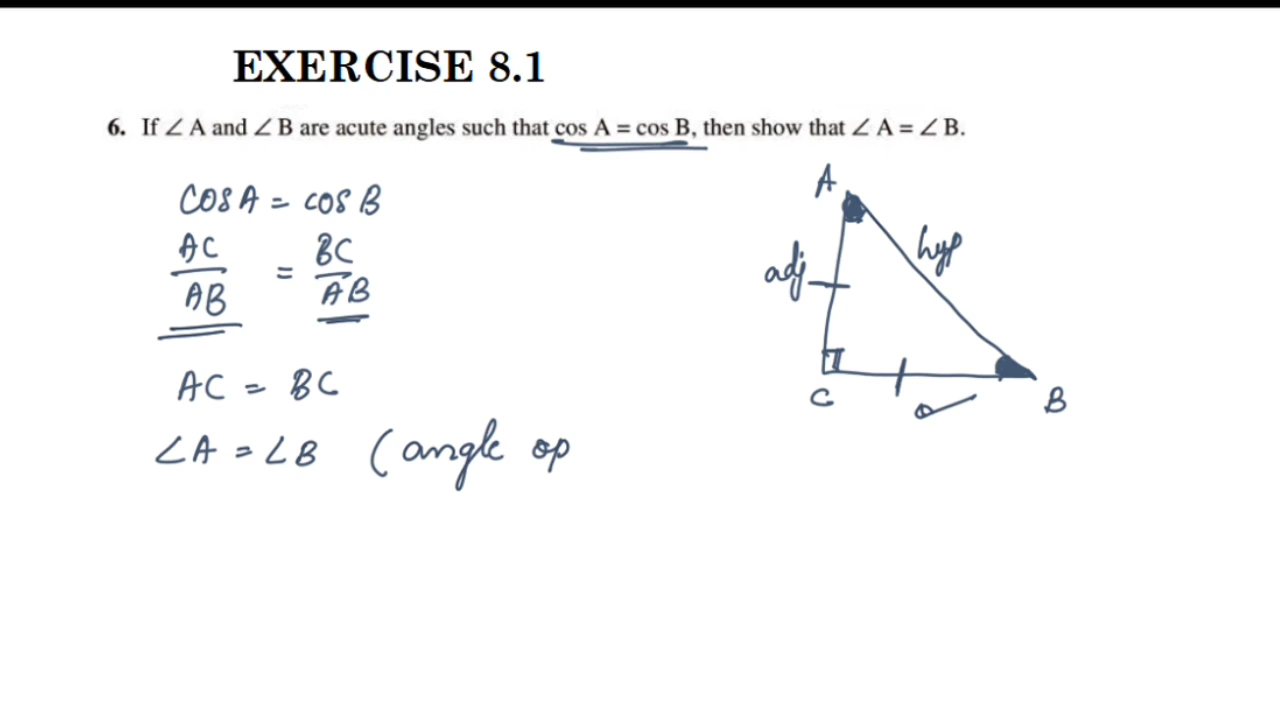 EXERCISE 8.1
6. If ∠ A and ∠ B are acute angles such that cos A = cos B, then show that ∠ A = ∠ B.
COS A = COS B
AC/AB = BC/AB
AC = BC
∠A = ∠B (angle op
A
adj
hyp
C
B